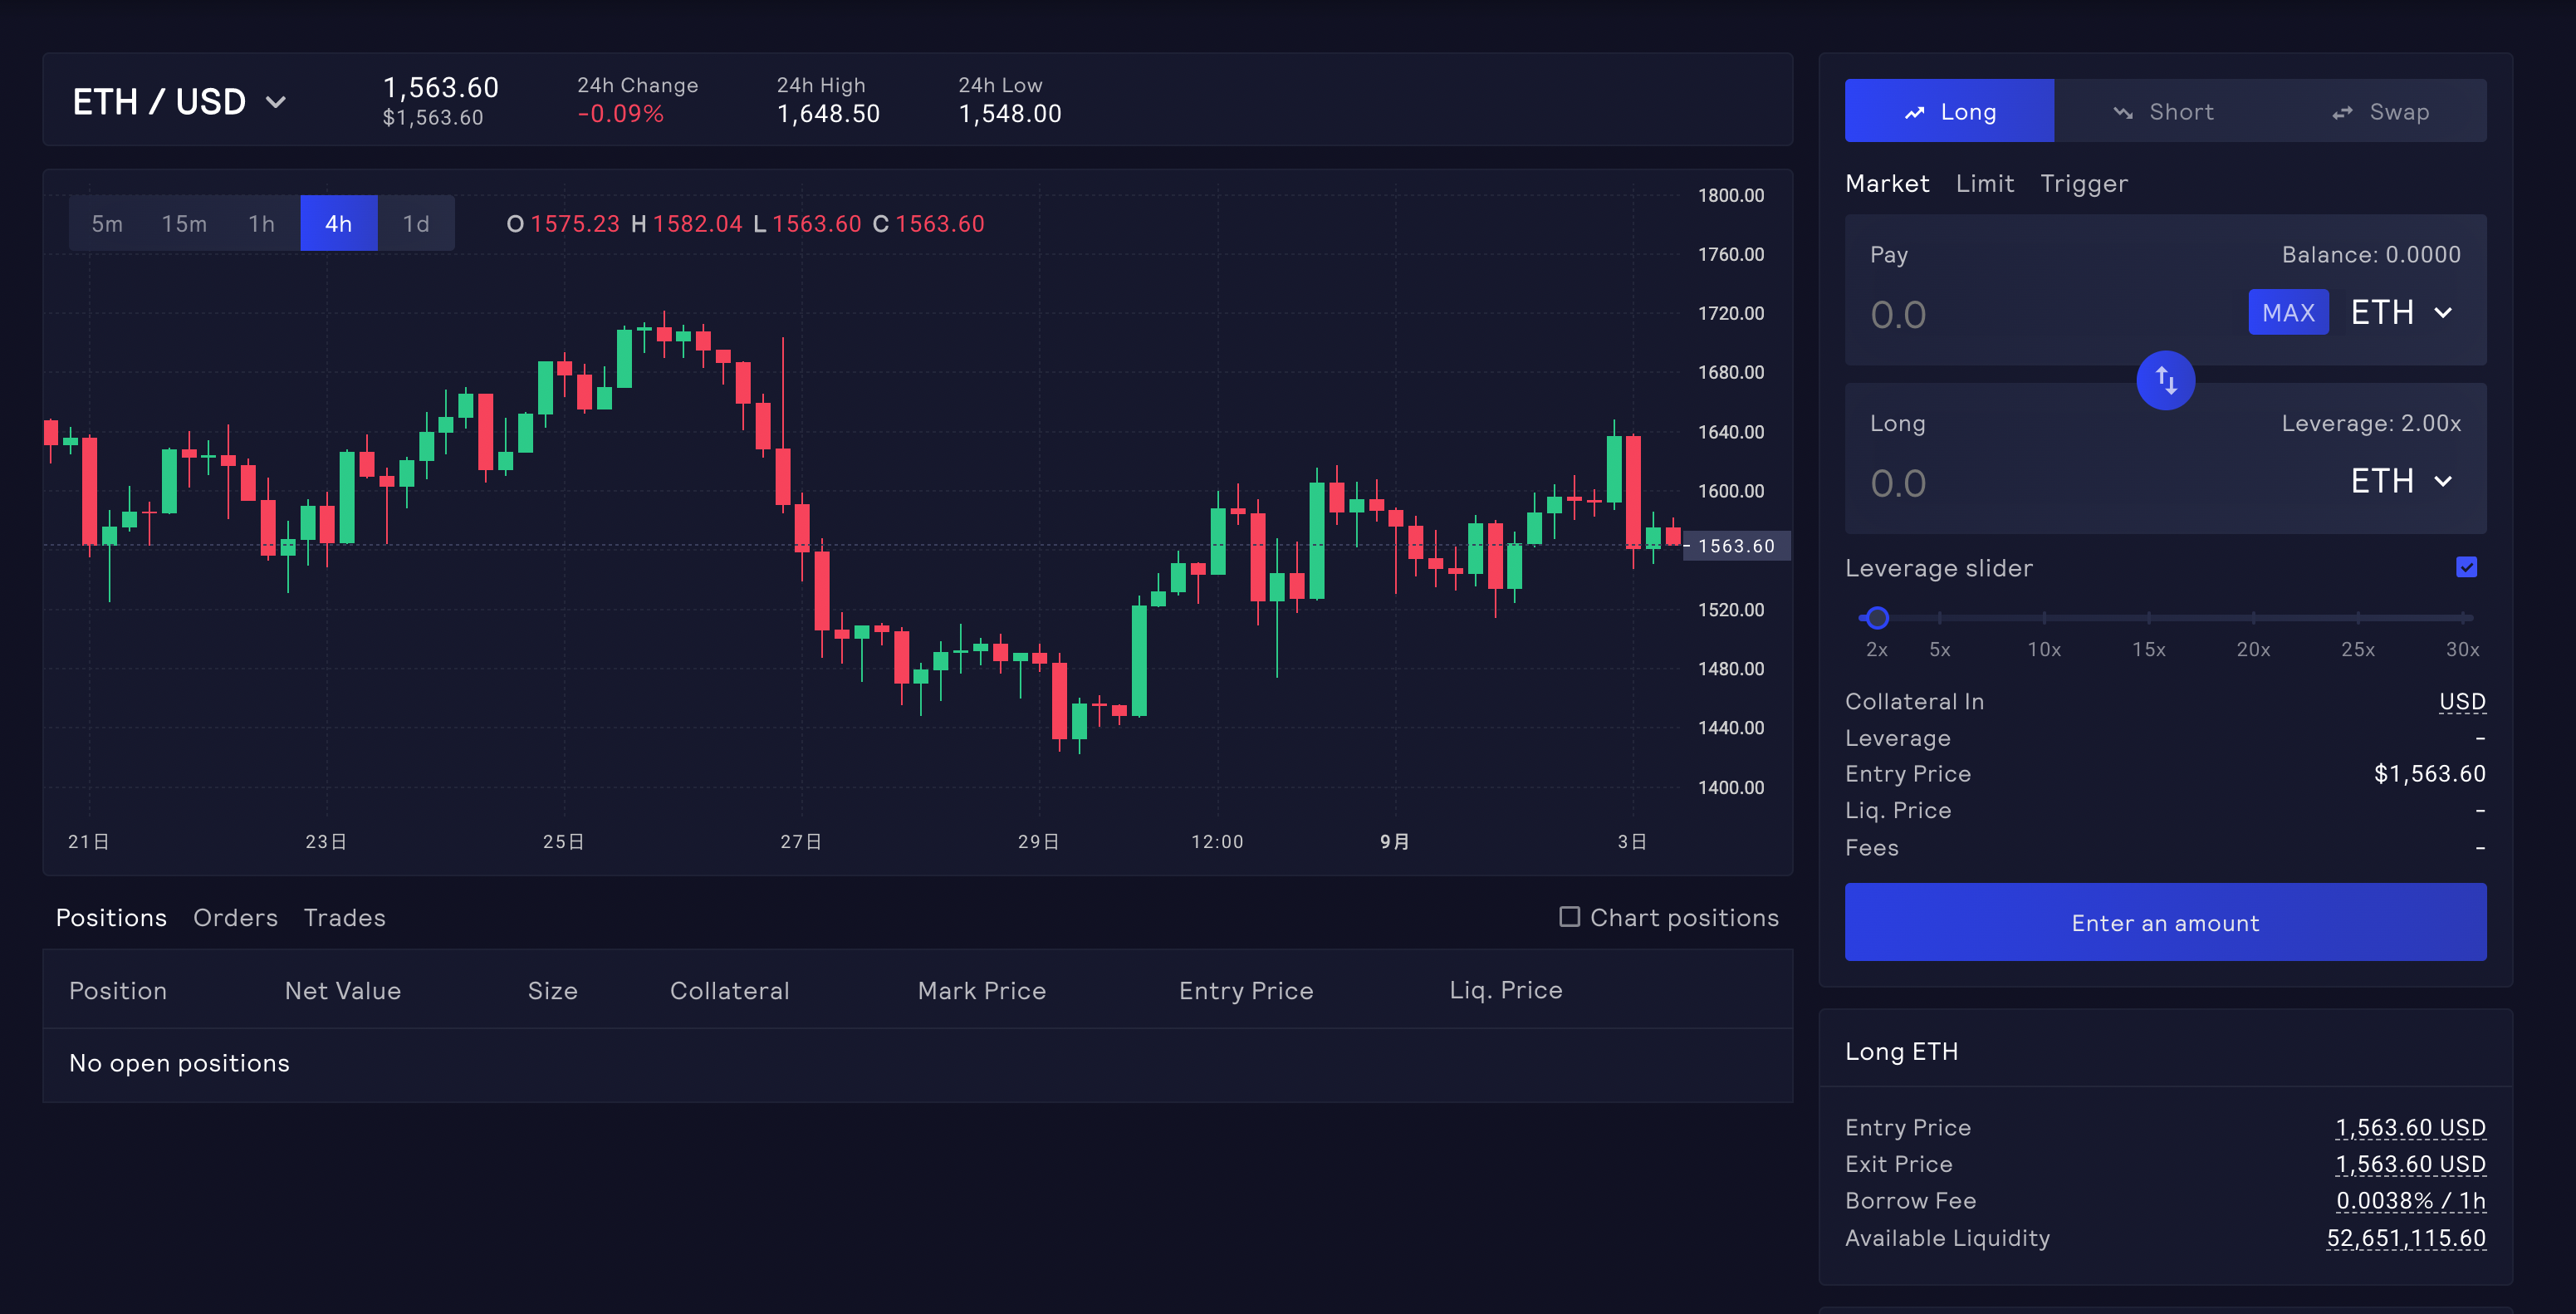 ETH / USD
1,563.60
$1,563.60
24h Change
-0.09%
24h High
1,648.50
24h Low
1,548.00
5m 15m 1h 4h 1d
O 1575.23 H 1582.04 L 1563.60 C 1563.60
1800.00
1760.00
1720.00
1680.00
1640.00
1600.00
1563.60
1520.00
1480.00
1440.00
1400.00
21日 23日 25日 27日 29日 12:00 9月 3日
Positions Orders Trades
Chart positions
Position Net Value Size Collateral Mark Price Entry Price Liq. Price
No open positions
Long Short Swap
Market Limit Trigger
Pay Balance: 0.0000
0.0 MAX ETH
Long Leverage: 2.00x
0.0 ETH
Leverage slider
2x 5x 10x 15x 20x 25x 30x
Collateral In USD
Leverage -
Entry Price $1,563.60
Liq. Price -
Fees -
Enter an amount
Long ETH
Entry Price 1,563.60 USD
Exit Price 1,563.60 USD
Borrow Fee 0.0038% / 1h
Available Liquidity 52,651,115.60